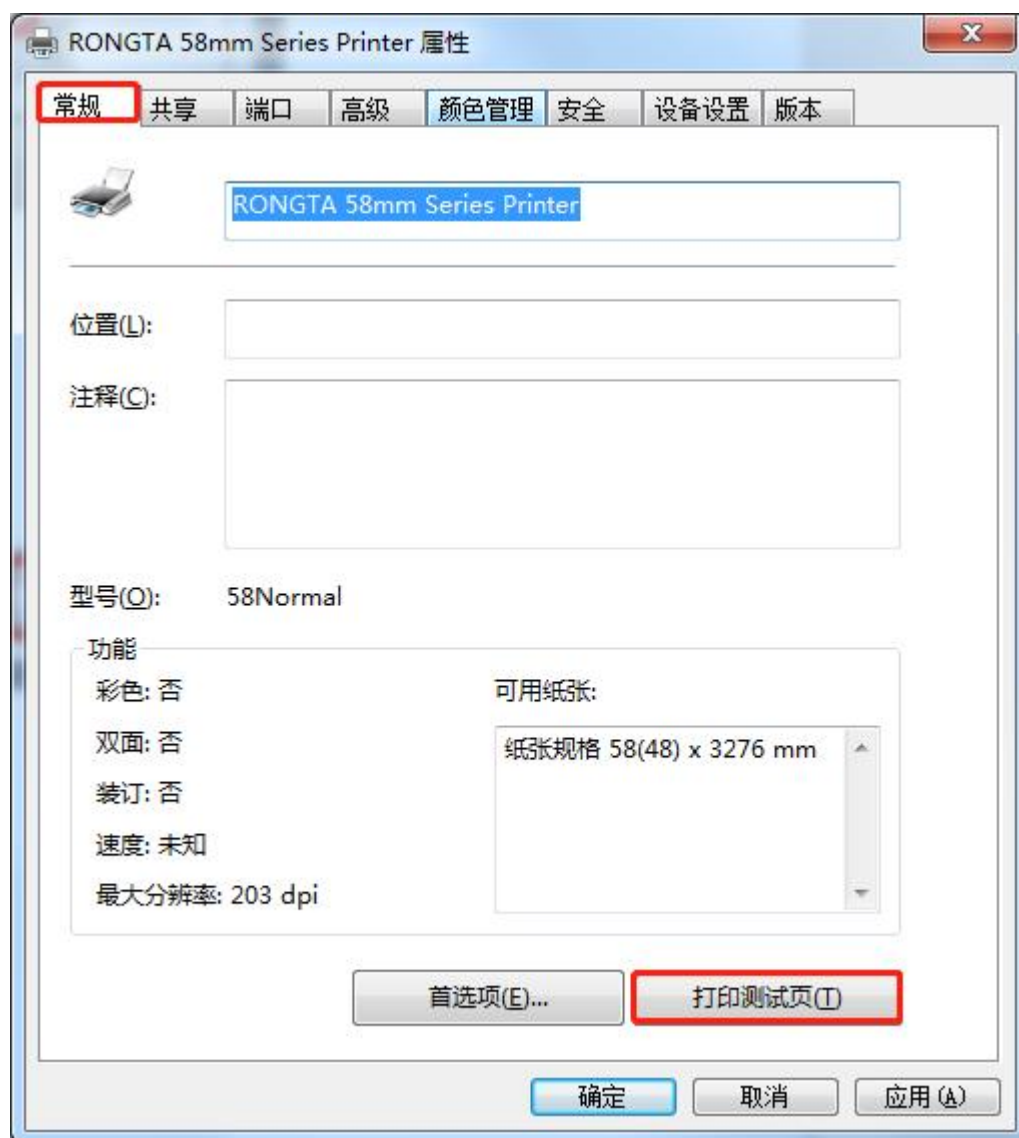 RONGTA 58mm Series Printer 属性
常规 共享 端口 高级 颜色管理 安全 设备设置 版本
RONGTA 58mm Series Printer
位置(L):
注释(C):
型号(O): 58Normal
功能
彩色: 否 可用纸张:
双面: 否 纸张规格 58(48) x 3276 mm
装订: 否
速度: 未知
最大分辨率: 203 dpi
首选项(E)... 打印测试页(T)
确定 取消 应用(A)